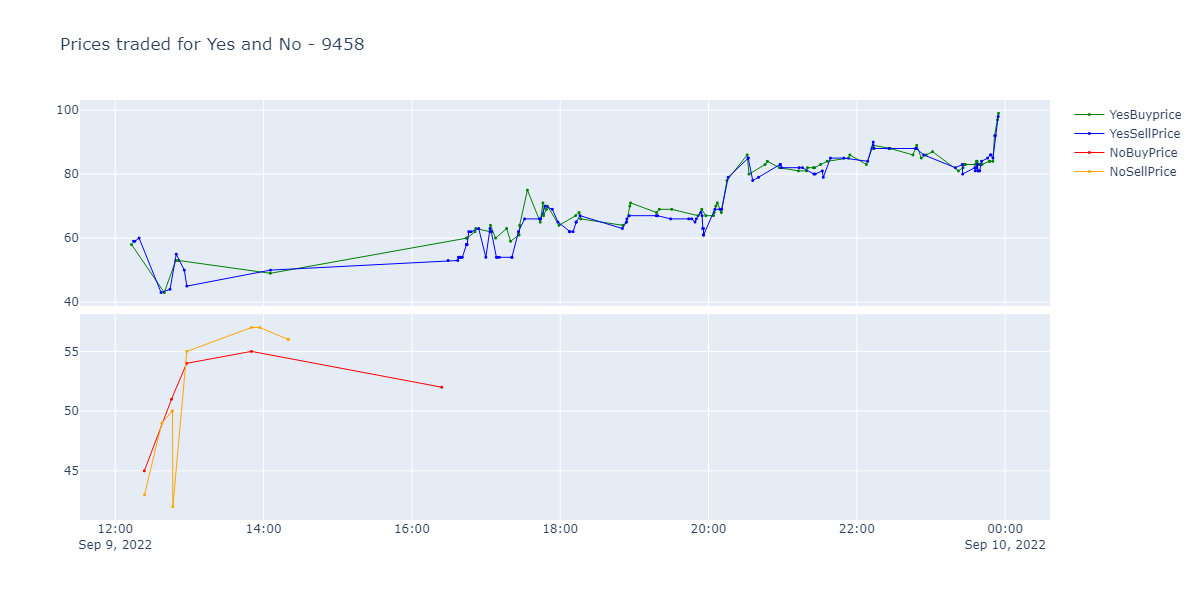 Prices traded for Yes and No - 9458
100
80
60
40
55
50
45
12:00
Sep 9, 2022
14:00
16:00
18:00
20:00
22:00
00:00
Sep 10, 2022
YesBuyprice
YesSellPrice
NoBuyPrice
NoSellPrice